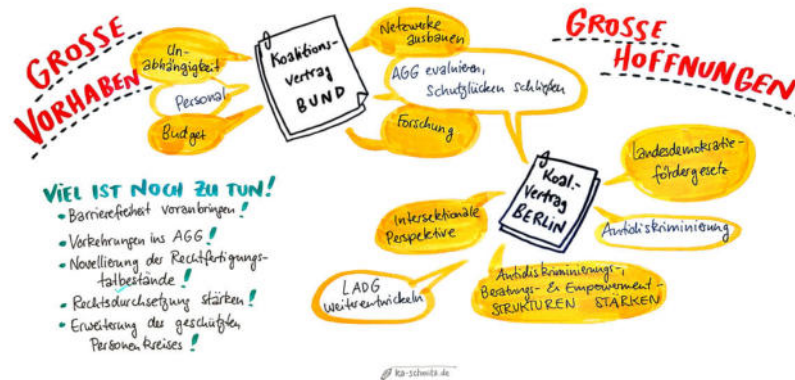 GROSSE
VORHABEN
Un-
abhängigkeit
Personal
Budget
Koalitions-
vertrag
BUND
Netzwerke
ausbauen
AGG evaluieren,
Schutzlücken schließen
Forschung
GROSSE
HOFFNUNGEN
VIEL IST NOCH ZU TUN!
• Barrierefreiheit voranbringen!
• Vorkehrungen ins AGG!
• Novellierung der Rechtfertigungs-
tatbestände!
• Rechtsdurchsetzung stärken!
• Erweiterung des geschützten
Personenkreises!
Koal.-
Vertrag
BERLIN
Landesdemokratie-
fördergesetz
Antidiskriminierung
Intersektionale
Perspektive
LADG
weiterentwickeln
Antidiskriminierungs-,
Beratungs- & Empowerment-
STRUKTUREN STÄRKEN
ka-schmitz.de